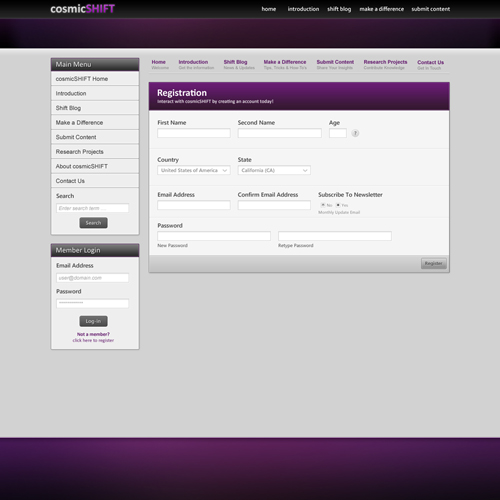 cosmicSHIFT
home introduction shift blog make a difference submit content
Main Menu
cosmicSHIFT Home
Introduction
Shift Blog
Make a Difference
Submit Content
Research Projects
About cosmicSHIFT
Contact Us
Search
Enter search term ...
Search
Member Login
Email Address
user@domain.com
Password
************
Log-in
Not a member?
click here to register
Home Introduction Shift Blog Make a Difference Submit Content Research Projects Contact Us
Welcome Get the Information News & Updates Tips, Tricks & How To's Share Your Insights Contribute Knowledge Get in Touch
Registration
Interact with cosmicSHIFT by creating an account today!
First Name Second Name Age
?
Country State
United States of America California (CA)
Email Address Confirm Email Address Subscribe To Newsletter
No Yes
Monthly Update Email
Password
New Password Retype Password
Register